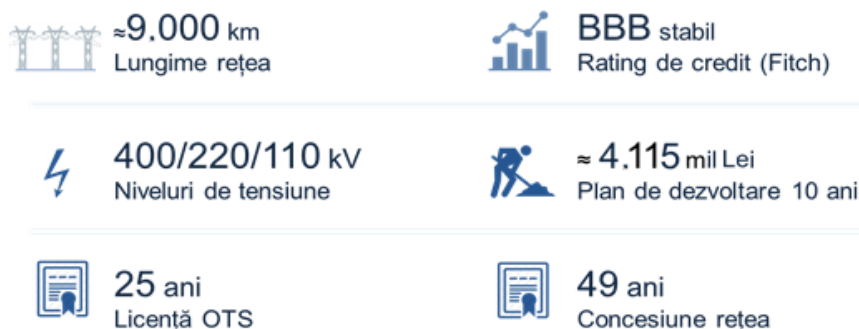 ≈9.000 km
Lungime rețea
BBB stabil
Rating de credit (Fitch)
400/220/110 kV
Niveluri de tensiune
≈ 4.115 mil Lei
Plan de dezvoltare 10 ani
25 ani
Licență OTS
49 ani
Concesiune rețea